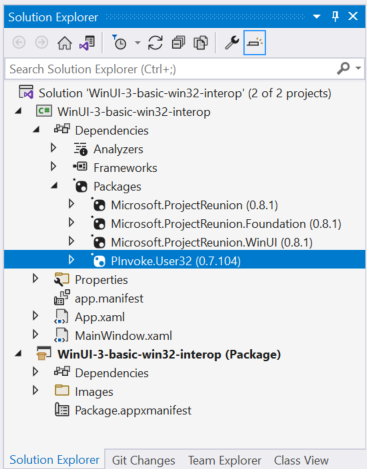 Solution Explorer
Search Solution Explorer (Ctrl+;)
Solution 'WinUI-3-basic-win32-interop' (2 of 2 projects)
C# WinUI-3-basic-win32-interop
Dependencies
Analyzers
Frameworks
Packages
Microsoft.ProjectReunion (0.8.1)
Microsoft.ProjectReunion.Foundation (0.8.1)
Microsoft.ProjectReunion.WinUI (0.8.1)
PInvoke.User32 (0.7.104)
Properties
app.manifest
App.xaml
MainWindow.xaml
WinUI-3-basic-win32-interop (Package)
Dependencies
Images
Package.appxmanifest
Solution Explorer Git Changes Team Explorer Class View